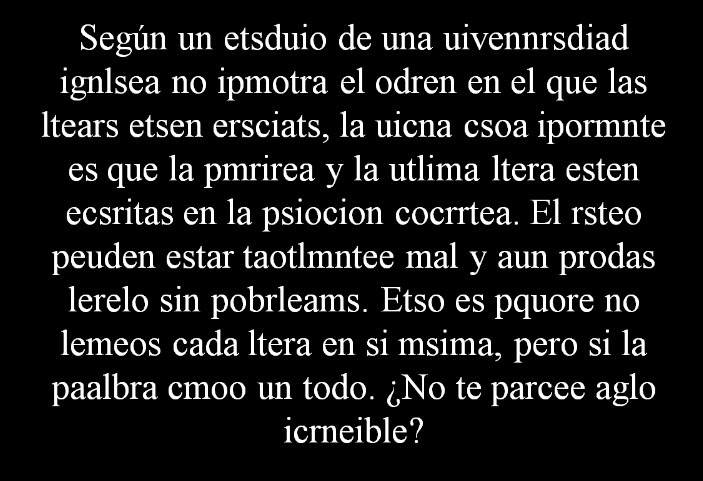 Según un etsduio de una uivennrsdiad
ignlsea no ipmotra el odren en el que las
ltears etsen ersciats, la uicna csoa ipormnte
es que la pmrirea y la utlima ltera esten
ecsritas en la psiocion cocrrtea. El rsteo
peuden estar taotlmntee mal y aun prodas
lerelo sin pobrleams. Etso es pquore no
lemeos cada ltera en si msima, pero si la
paalbra cmoo un todo. ¿No te parcee aglo
icrneible?